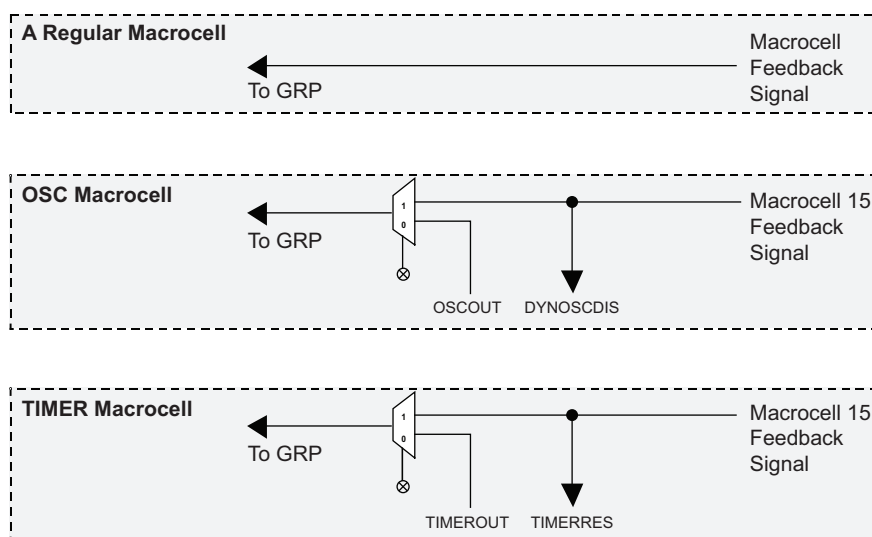 A Regular Macrocell
To GRP
Macrocell
Feedback
Signal
OSC Macrocell
To GRP
1
0
OSCOUT
DYNOSCDIS
Macrocell 15
Feedback
Signal
TIMER Macrocell
To GRP
1
0
TIMEROUT
TIMERRES
Macrocell 15
Feedback
Signal